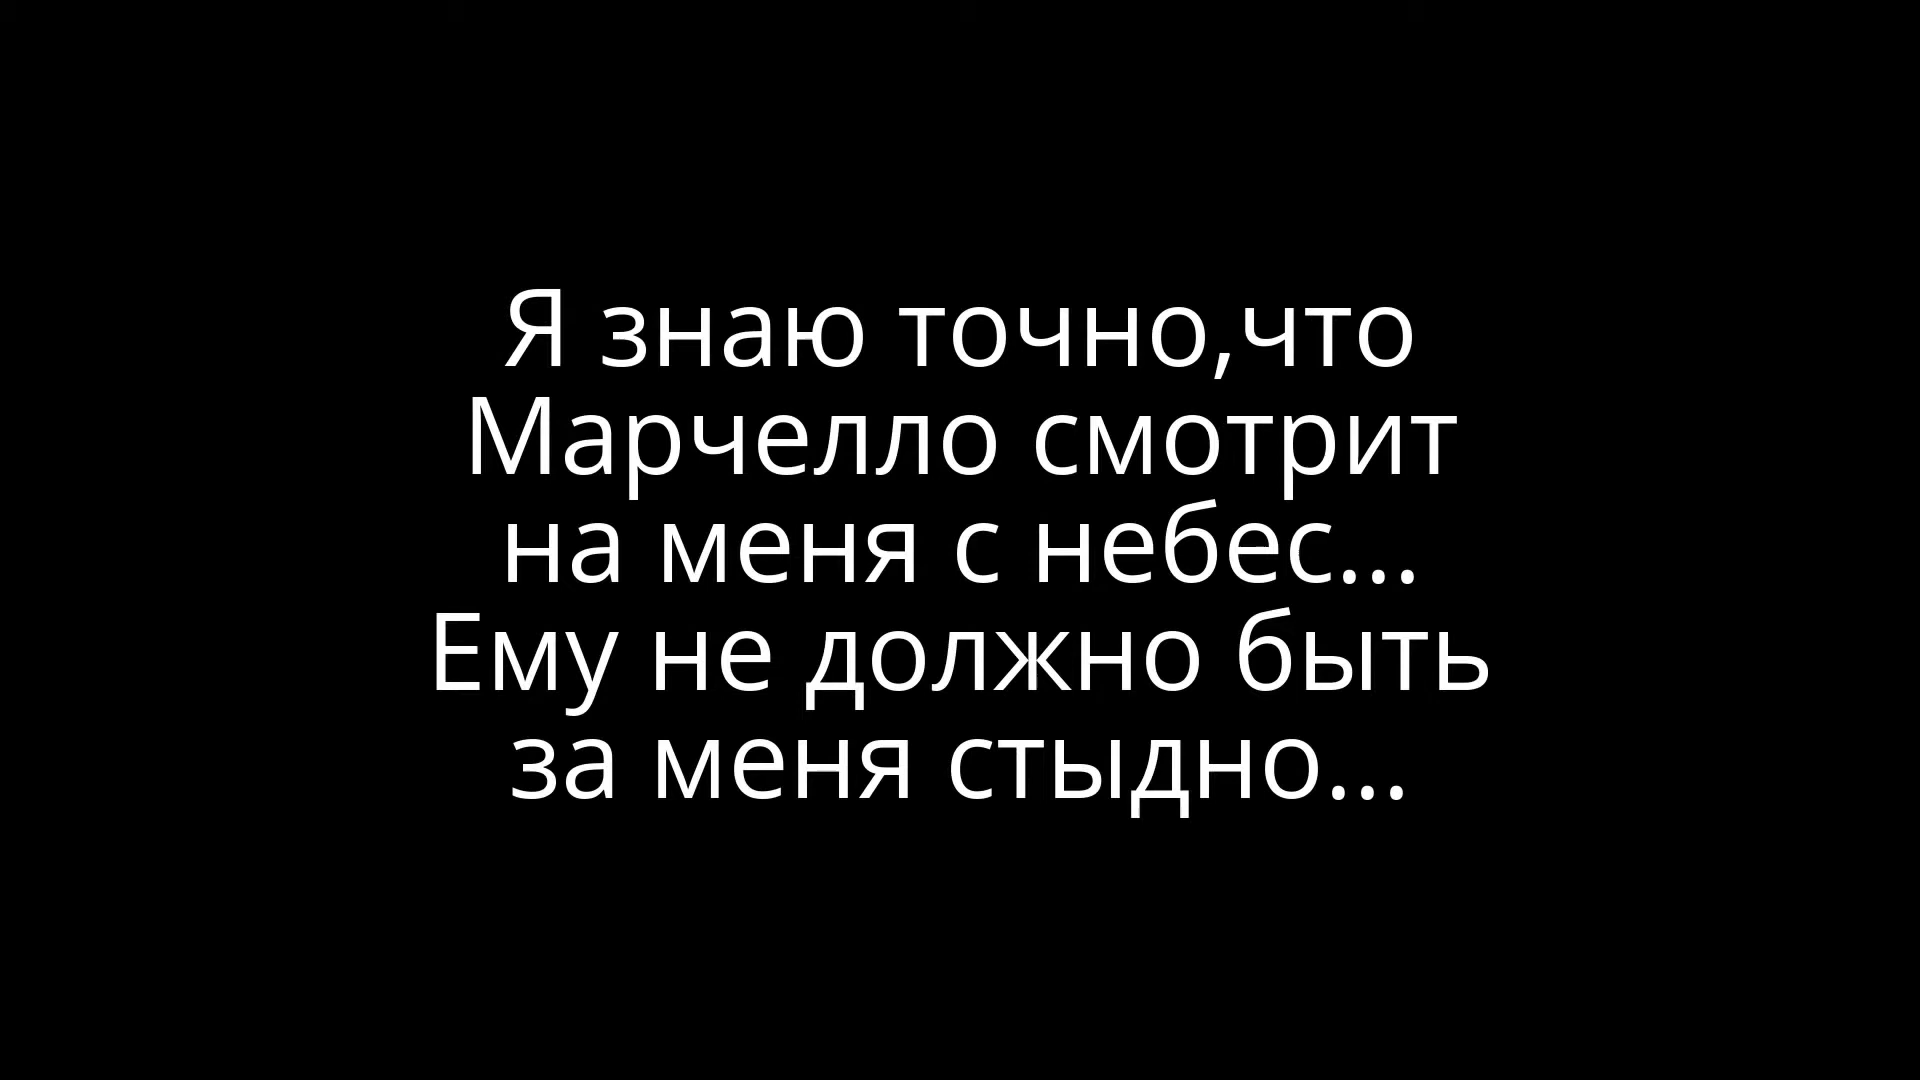 Я знаю точно,что
Марчелло смотрит
на меня с небес...
Ему не должно быть
за меня стыдно...